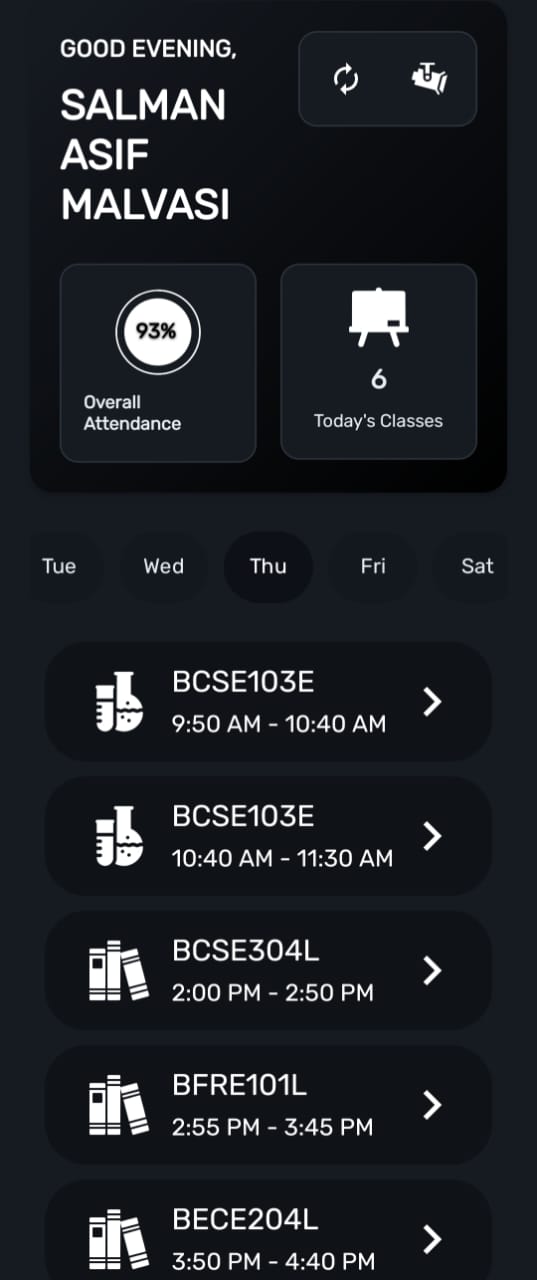 GOOD EVENING,
SALMAN
ASIF
MALVASI
93%
Overall
Attendance
6
Today's Classes
Tue
Wed
Thu
Fri
Sat
BCSE103E
9:50 AM - 10:40 AM
BCSE103E
10:40 AM - 11:30 AM
BCSE304L
2:00 PM - 2:50 PM
BFRE101L
2:55 PM - 3:45 PM
BECE204L
3:50 PM - 4:40 PM